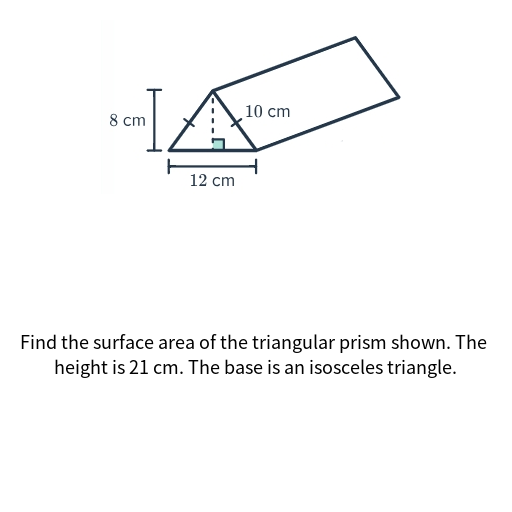 8 cm
10 cm
12 cm
Find the surface area of the triangular prism shown. The
height is 21 cm. The base is an isosceles triangle.